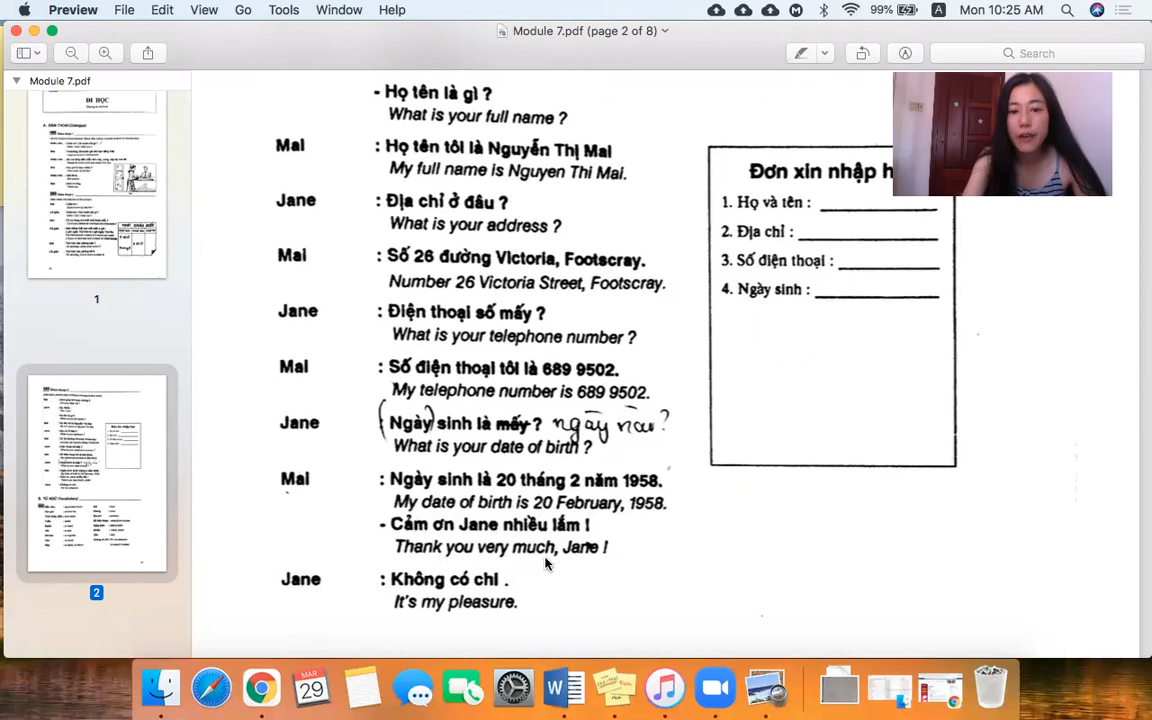 Preview File Edit View Go Tools Window Help 99% A Mon 10:25 AM
Module 7.pdf (page 2 of 8)
Search
Module 7.pdf
ĐI HỌC
1
2
- Họ tên là gì ?
What is your full name ?
Mai : Họ tên tôi là Nguyễn Thị Mai
My full name is Nguyen Thi Mai.
Jane : Địa chỉ ở đâu ?
What is your address ?
Mai : Số 26 đường Victoria, Footscray.
Number 26 Victoria Street, Footscray.
Jane : Điện thoại số mấy ?
What is your telephone number ?
Mai : Số điện thoại tôi là 689 9502.
My telephone number is 689 9502.
Jane : (Ngày) sinh là mấy ? ngày nào?
What is your date of birth ?
Mai : Ngày sinh là 20 tháng 2 năm 1958.
My date of birth is 20 February, 1958.
- Cảm ơn Jane nhiều lắm !
Thank you very much, Jane !
Jane : Không có chi .
It's my pleasure.
Đơn xin nhập h
1. Họ và tên :
2. Địa chỉ :
3. Số điện thoại :
4. Ngày sinh :
MAR
29